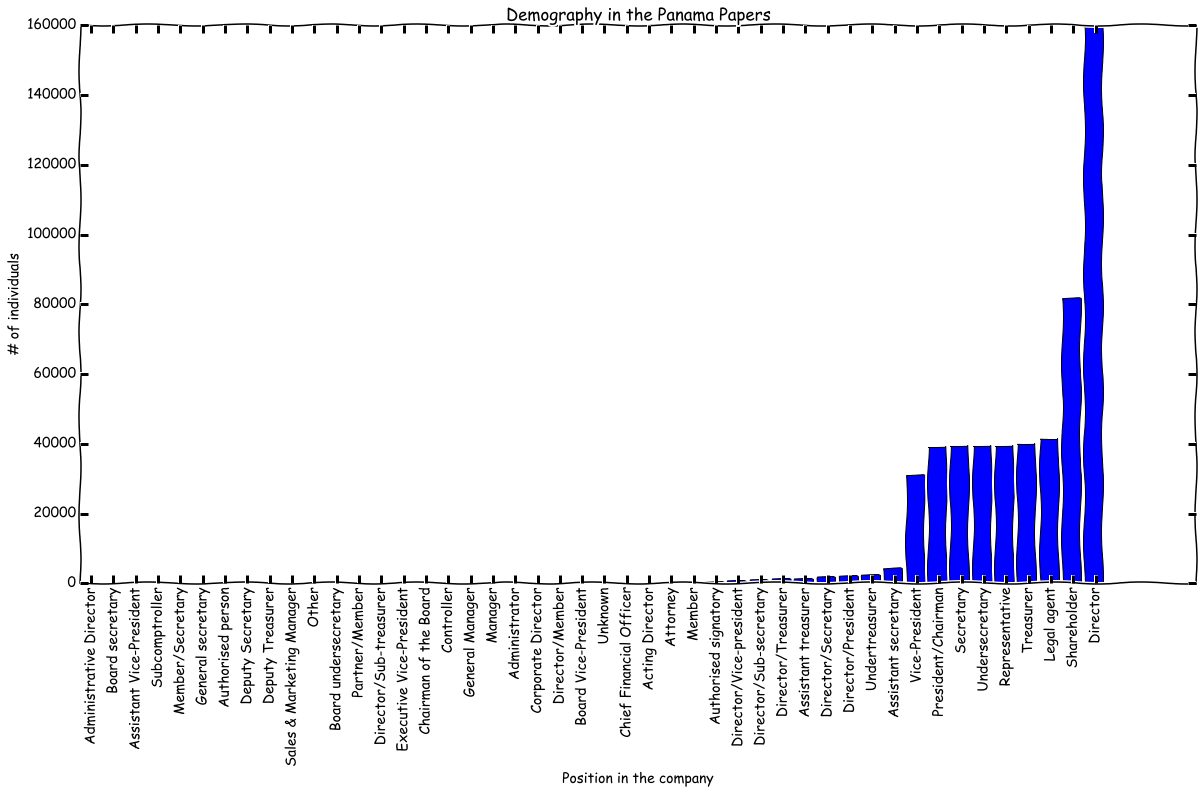 Demography in the Panama Papers
160000
140000
120000
100000
80000
60000
40000
20000
0
# of individuals
Administrative Director
Board secretary
Assistant Vice-President
Subcomptroller
Member/Secretary
General secretary
Authorised person
Deputy Secretary
Deputy Treasurer
Sales & Marketing Manager
Other
Board undersecretary
Partner/Member
Director/Sub-treasurer
Executive Vice-President
Chairman of the Board
Controller
General Manager
Manager
Administrator
Corporate Director
Director/Member
Board Vice-President
Unknown
Chief Financial Officer
Acting Director
Attorney
Member
Authorised signatory
Director/Vice-president
Director/Sub-secretary
Director/Treasurer
Assistant treasurer
Director/Secretary
Director/President
Undertreasurer
Assistant secretary
Vice-President
President/Chairman
Secretary
Undersecretary
Representative
Treasurer
Legal agent
Shareholder
Director
Position in the company